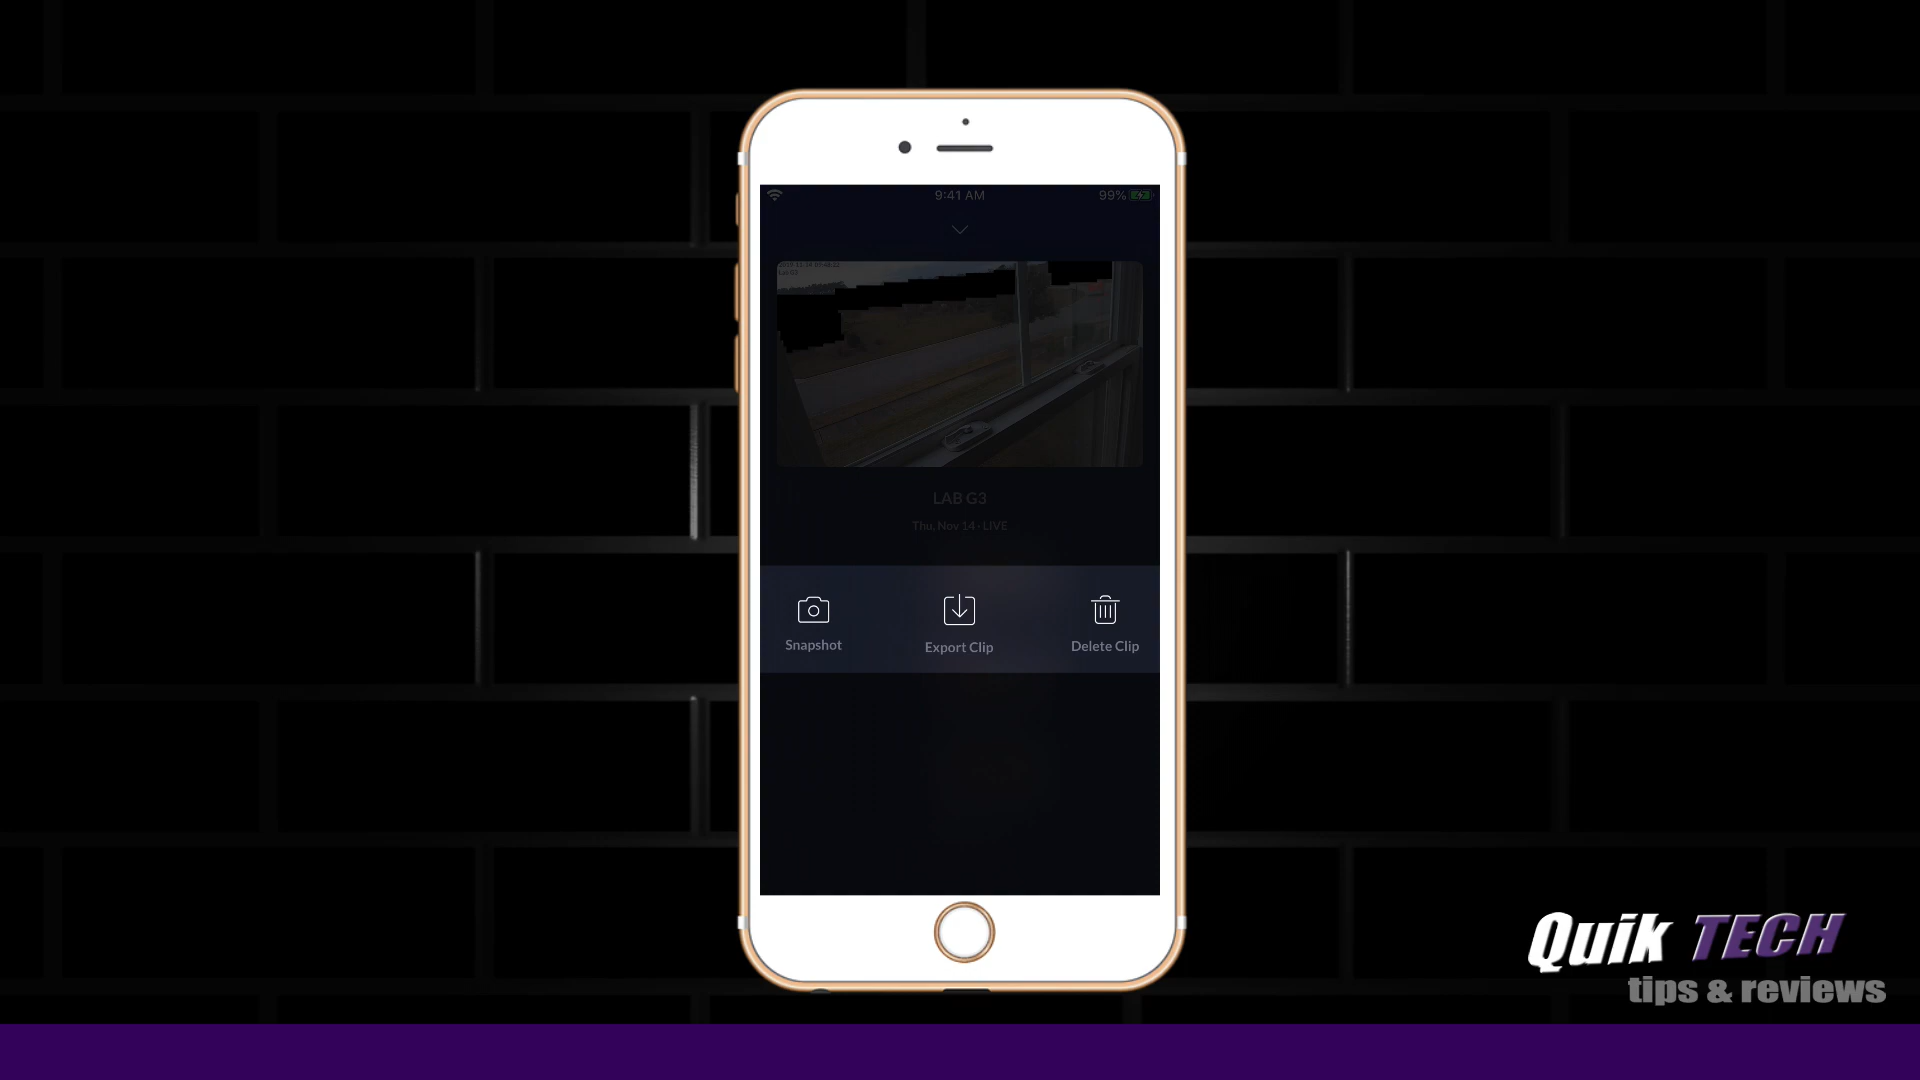 9:41 AM
99%
LAB G3
Thu, Nov 14 - LIVE
Snapshot
Export Clip
Delete Clip
Quik TECH
tips & reviews